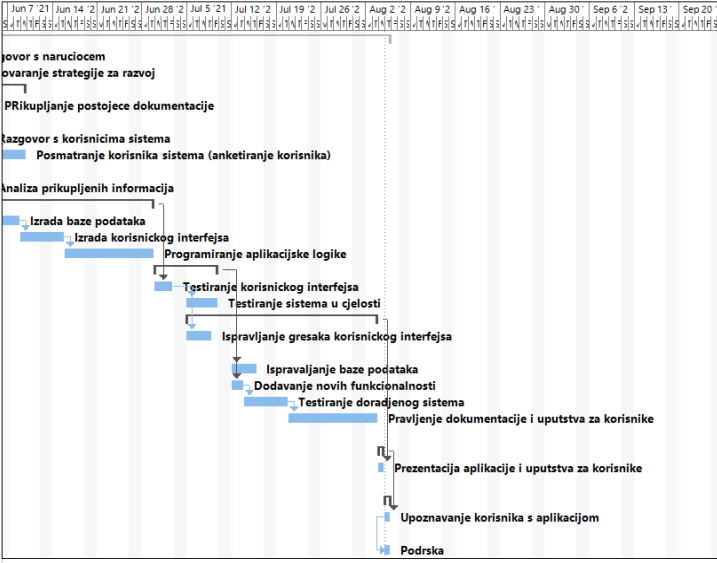 Jun 7 '21 Jun 14 '2 Jun 21 '2 Jun 28 '2 Jul 5 '21 Jul 12 '2 Jul 19 '2 Jul 26 '2 Aug 2 '2 Aug 9 '2 Aug 16 ' Aug 23 ' Aug 30 ' Sep 6 '2 Sep 13 ' Sep 20 '
govor s naruciocem
ovaranje strategije za razvoj
PRikupljanje postojece dokumentacije
Razgovor s korisnicima sistema
Posmatranje korisnika sistema (anketiranje korisnika)
Analiza prikupljenih informacija
Izrada baze podataka
Izrada korisnickog interfejsa
Programiranje aplikacijske logike
Testiranje korisnickog interfejsa
Testiranje sistema u cjelosti
Ispravljanje gresaka korisnickog interfejsa
Ispravaljanje baze podataka
Dodavanje novih funkcionalnosti
Testiranje doradjenog sistema
Pravljenje dokumentacije i uputstva za korisnike
Prezentacija aplikacije i uputstva za korisnike
Upoznavanje korisnika s aplikacijom
Podrska